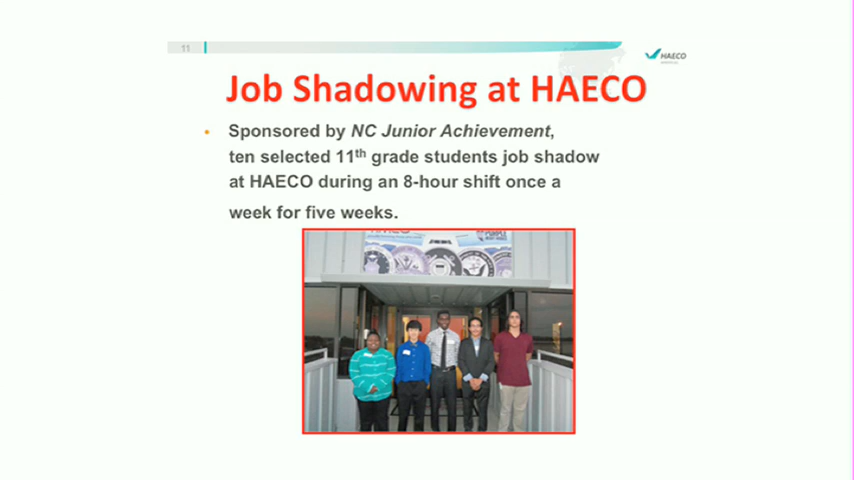 11
HAECO
Job Shadowing at HAECO
• Sponsored by NC Junior Achievement,
ten selected 11th grade students job shadow
at HAECO during an 8-hour shift once a
week for five weeks.